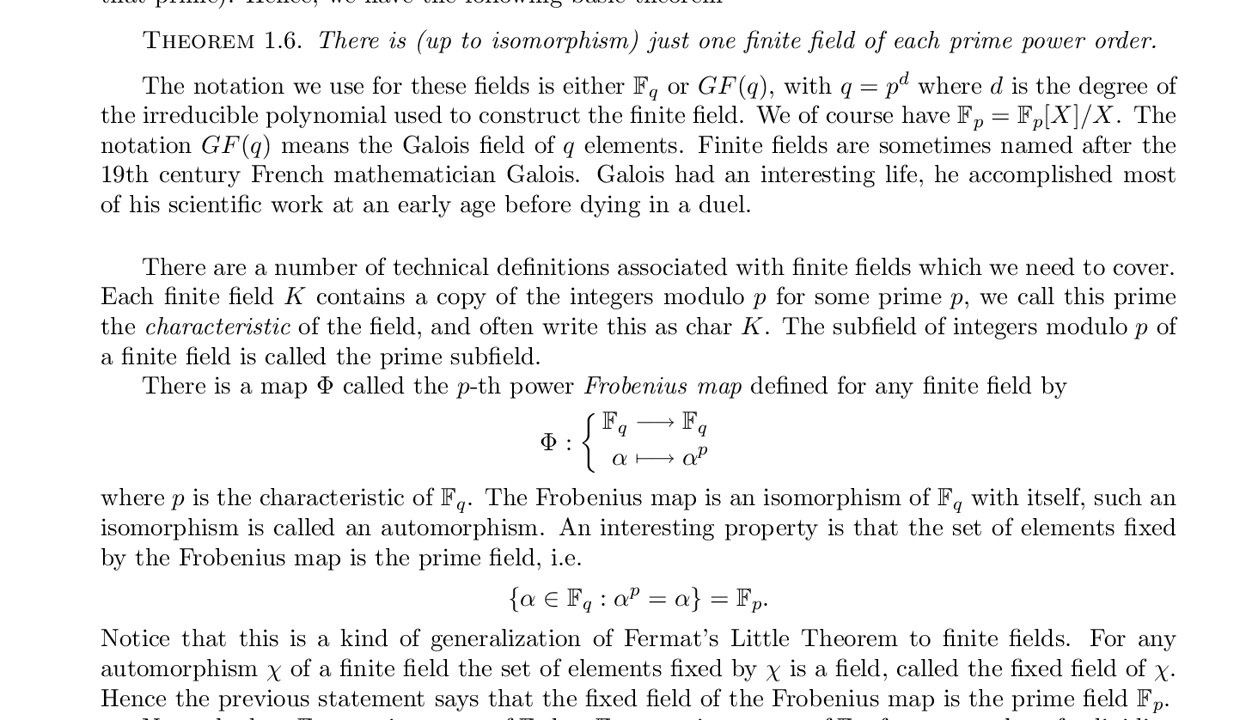 that prime). Hence, we have the following basic theorem
THEOREM 1.6. There is (up to isomorphism) just one finite field of each prime power order.
The notation we use for these fields is either 𝔽_q or GF(q), with q = p^d where d is the degree of
the irreducible polynomial used to construct the finite field. We of course have 𝔽_p = 𝔽_p[X]/X. The
notation GF(q) means the Galois field of q elements. Finite fields are sometimes named after the
19th century French mathematician Galois. Galois had an interesting life, he accomplished most
of his scientific work at an early age before dying in a duel.
There are a number of technical definitions associated with finite fields which we need to cover.
Each finite field K contains a copy of the integers modulo p for some prime p, we call this prime
the characteristic of the field, and often write this as char K. The subfield of integers modulo p of
a finite field is called the prime subfield.
There is a map Φ called the p-th power Frobenius map defined for any finite field by
Φ : { 𝔽_q ⟶ 𝔽_q
α ⟼ α^p
where p is the characteristic of 𝔽_q. The Frobenius map is an isomorphism of 𝔽_q with itself, such an
isomorphism is called an automorphism. An interesting property is that the set of elements fixed
by the Frobenius map is the prime field, i.e.
{α ∈ 𝔽_q : α^p = α} = 𝔽_p.
Notice that this is a kind of generalization of Fermat's Little Theorem to finite fields. For any
automorphism χ of a finite field the set of elements fixed by χ is a field, called the fixed field of χ.
Hence the previous statement says that the fixed field of the Frobenius map is the prime field 𝔽_p.